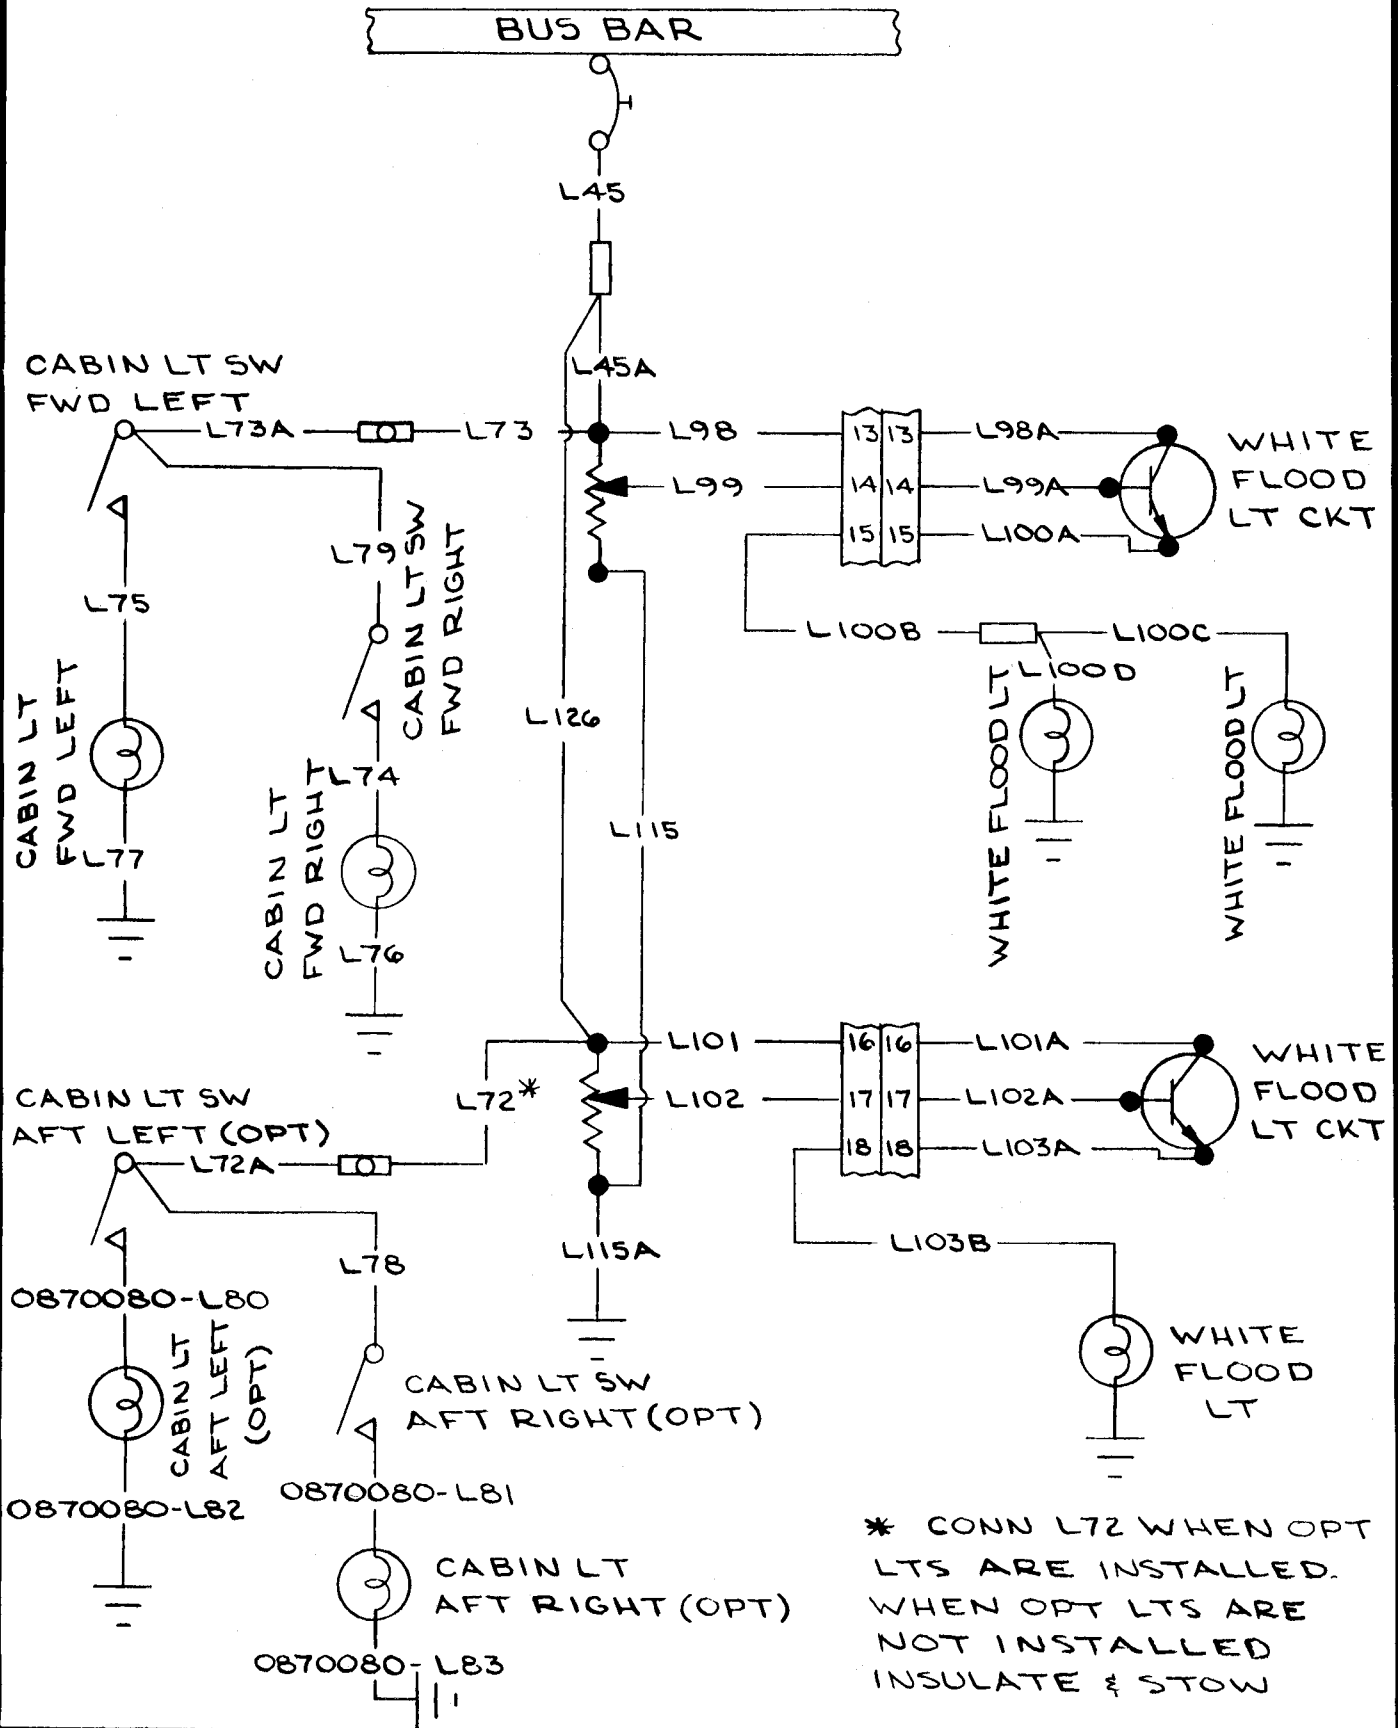 BUS BAR
L45
L45A
CABIN LT SW
FWD LEFT
L73A
L73
L98
13 13
L98A
L99
14 14
L99A
15 15
L100A
WHITE
FLOOD
LT CKT
L79
CABIN LT SW
FWD RIGHT
L75
L100B
L100C
L100D
WHITE FLOOD LT
WHITE FLOOD LT
CABIN LT
FWD LEFT
L126
L74
CABIN LT
FWD RIGHT
L115
L77
L76
L101
16 16
L101A
L72*
L102
17 17
L102A
18 18
L103A
WHITE
FLOOD
LT CKT
CABIN LT SW
AFT LEFT (OPT)
L72A
L103B
L115A
L78
0870080-L80
CABIN LT
AFT LEFT
(OPT)
WHITE
FLOOD
LT
CABIN LT SW
AFT RIGHT (OPT)
0870080-L82
0870080-L81
CABIN LT
AFT RIGHT (OPT)
0870080-L83
* CONN L72 WHEN OPT
LTS ARE INSTALLED.
WHEN OPT LTS ARE
NOT INSTALLED
INSULATE & STOW